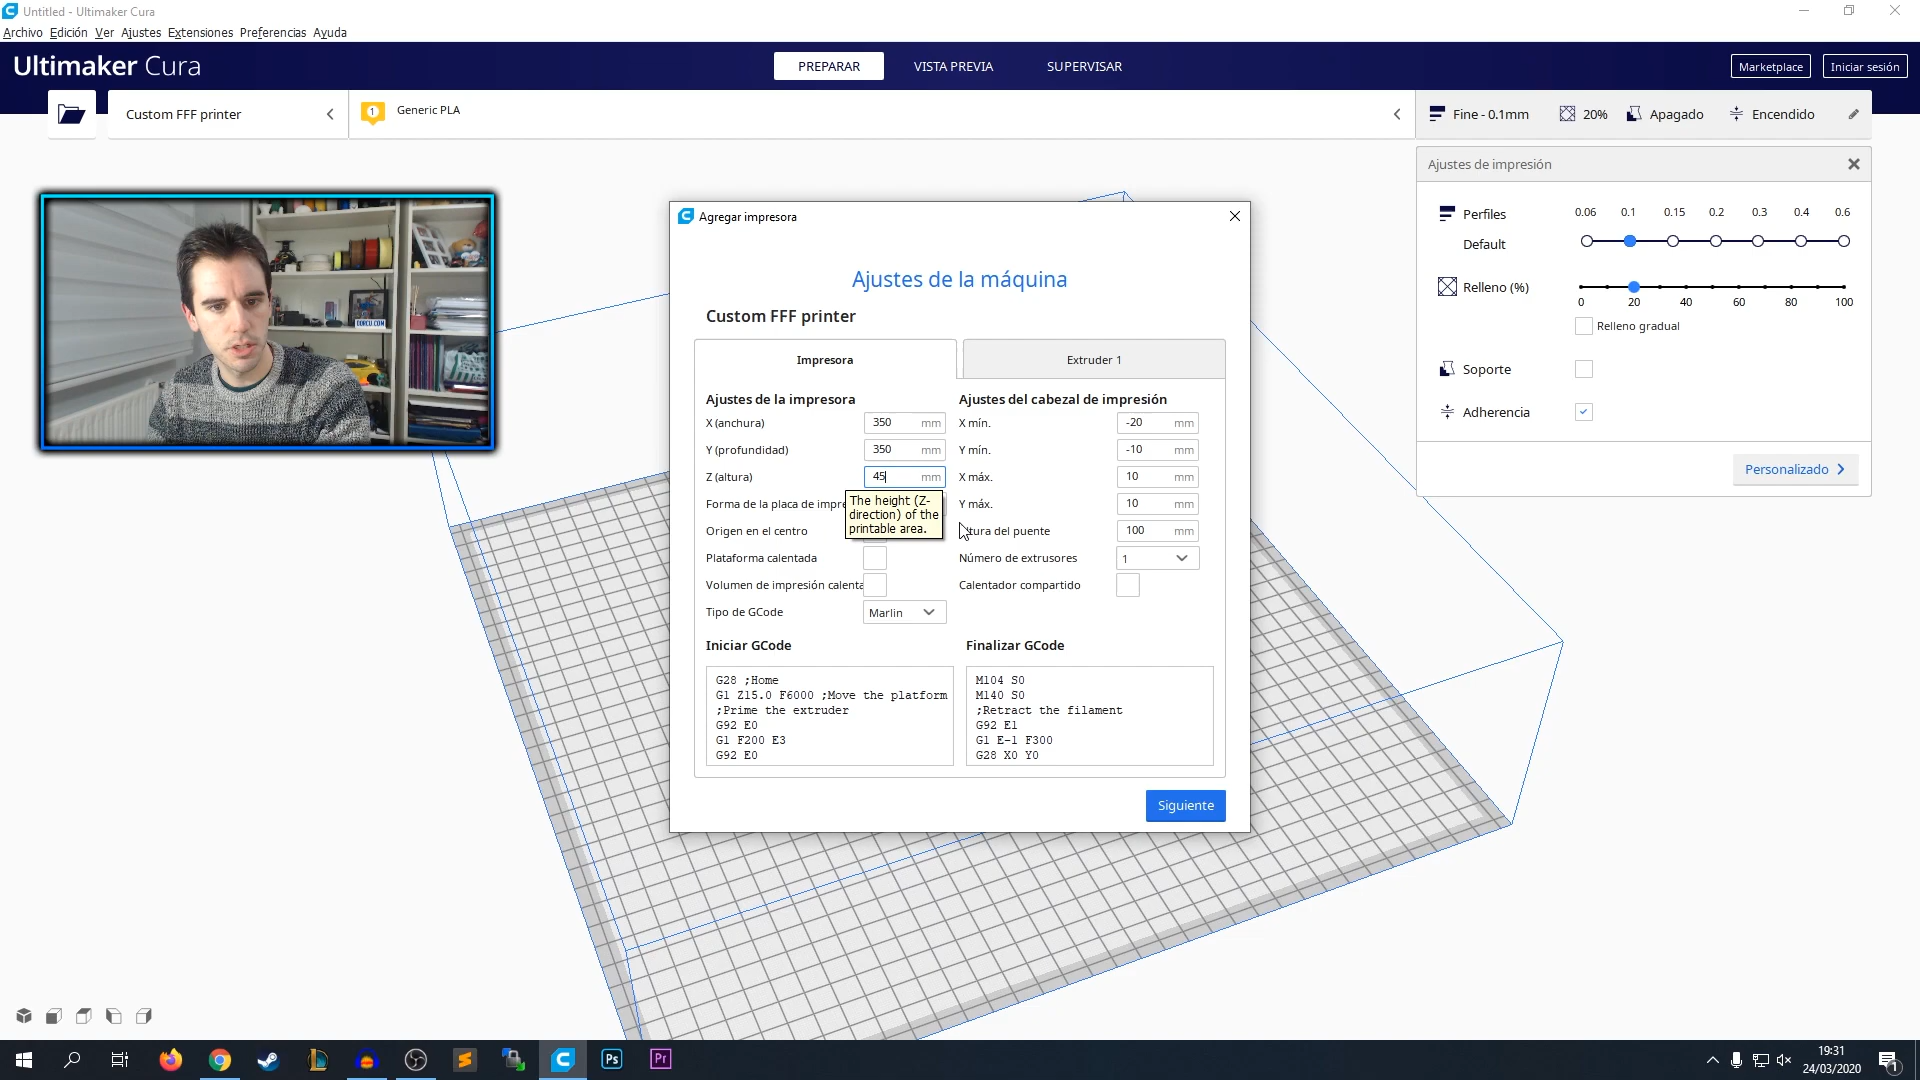 Untitled - Ultimaker Cura
Archivo Edición Ver Ajustes Extensiones Preferencias Ayuda
Ultimaker Cura
PREPARAR
VISTA PREVIA
SUPERVISAR
Marketplace
Iniciar sesión
Custom FFF printer
1
Generic PLA
Fine - 0.1mm
20%
Apagado
Encendido
Ajustes de impresión
Perfiles
0.06 0.1 0.15 0.2 0.3 0.4 0.6
Default
Relleno (%)
0 20 40 60 80 100
Relleno gradual
Soporte
Adherencia
Personalizado
DORCU.COM
Agregar impresora
Ajustes de la máquina
Custom FFF printer
Impresora
Extruder 1
Ajustes de la impresora
X (anchura) 350 mm
Y (profundidad) 350 mm
Z (altura) 45 mm
Forma de la placa de impre
The height (Z-
direction) of the
printable area.
Origen en el centro
Plataforma calentada
Volumen de impresión calenta
Tipo de GCode Marlin
Ajustes del cabezal de impresión
X mín. -20 mm
Y mín. -10 mm
X máx. 10 mm
Y máx. 10 mm
ltura del puente 100 mm
Número de extrusores 1
Calentador compartido
Iniciar GCode
G28 ;Home
G1 Z15.0 F6000 ;Move the platform
;Prime the extruder
G92 E0
G1 F200 E3
G92 E0
Finalizar GCode
M104 S0
M140 S0
;Retract the filament
G92 E1
G1 E-1 F300
G28 X0 Y0
Siguiente
Ps
Pr
19:31
24/03/2020
1